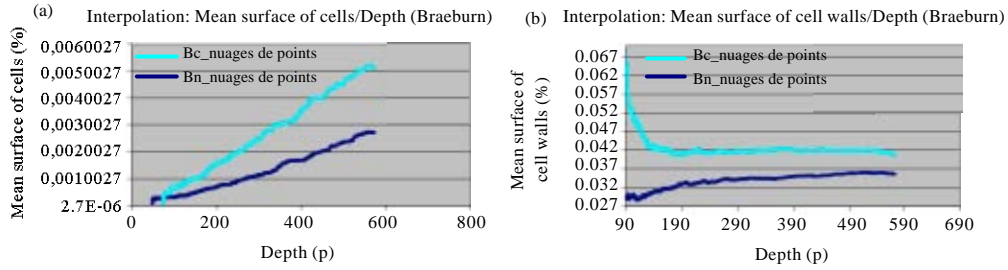 (a)
Interpolation: Mean surface of cells/Depth (Braeburn)
Mean surface of cells (%)
0,0060027
0,0050027
0,0040027
0,0030027
0,0020027
0,0010027
2.7E-06
Bc_nuages de points
Bn_nuages de points
0
200
400
600
800
Depth (p)
(b)
Interpolation: Mean surface of cell walls/Depth (Braeburn)
Mean surface of
cell walls (%)
0.067
0.062
0.057
0.052
0.047
0.042
0.037
0.032
0.027
Bc_nuages de points
Bn_nuages de points
90
190
290
390
490
590
690
Depth (p)